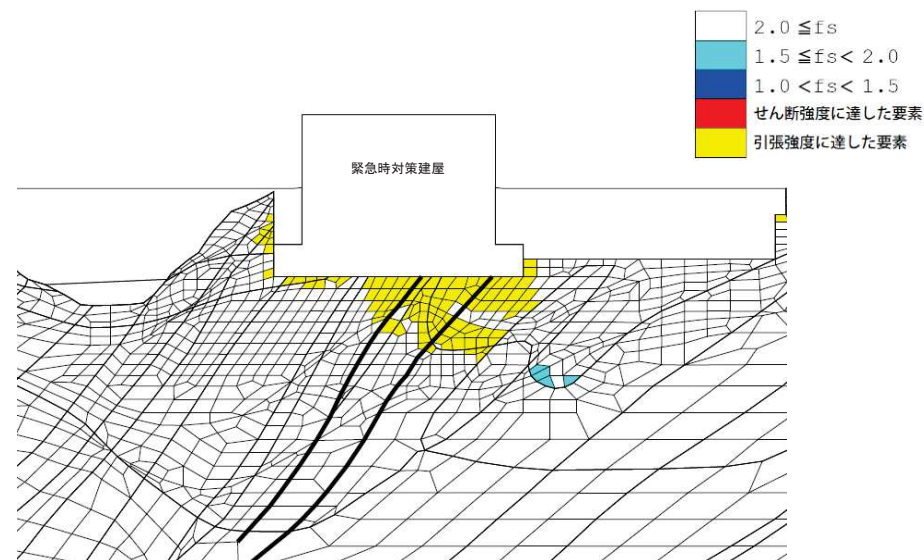 2.0 ≦fs
1.5 ≦fs< 2.0
1.0 <fs< 1.5
せん断強度に達した要素
引張強度に達した要素
緊急時対策建屋